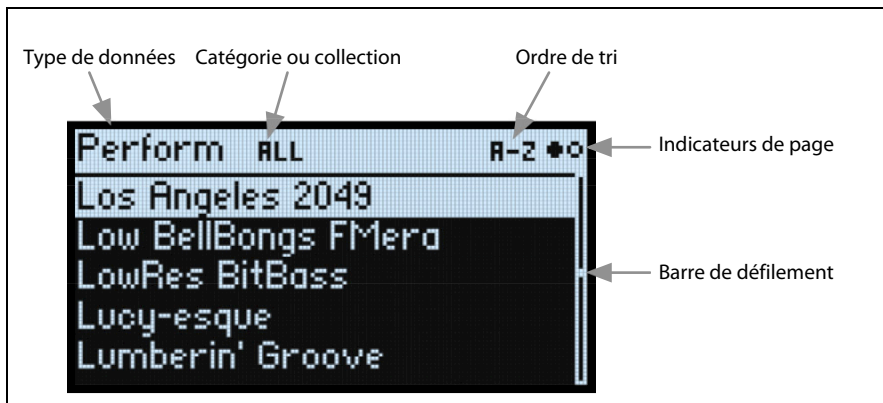 Type de données Catégorie ou collection Ordre de tri
Perform ALL A-Z
Indicateurs de page
Los Angeles 2049
Low BellBongs FMera
LowRes BitBass
Barre de défilement
Lucy-esque
Lumberin' Groove